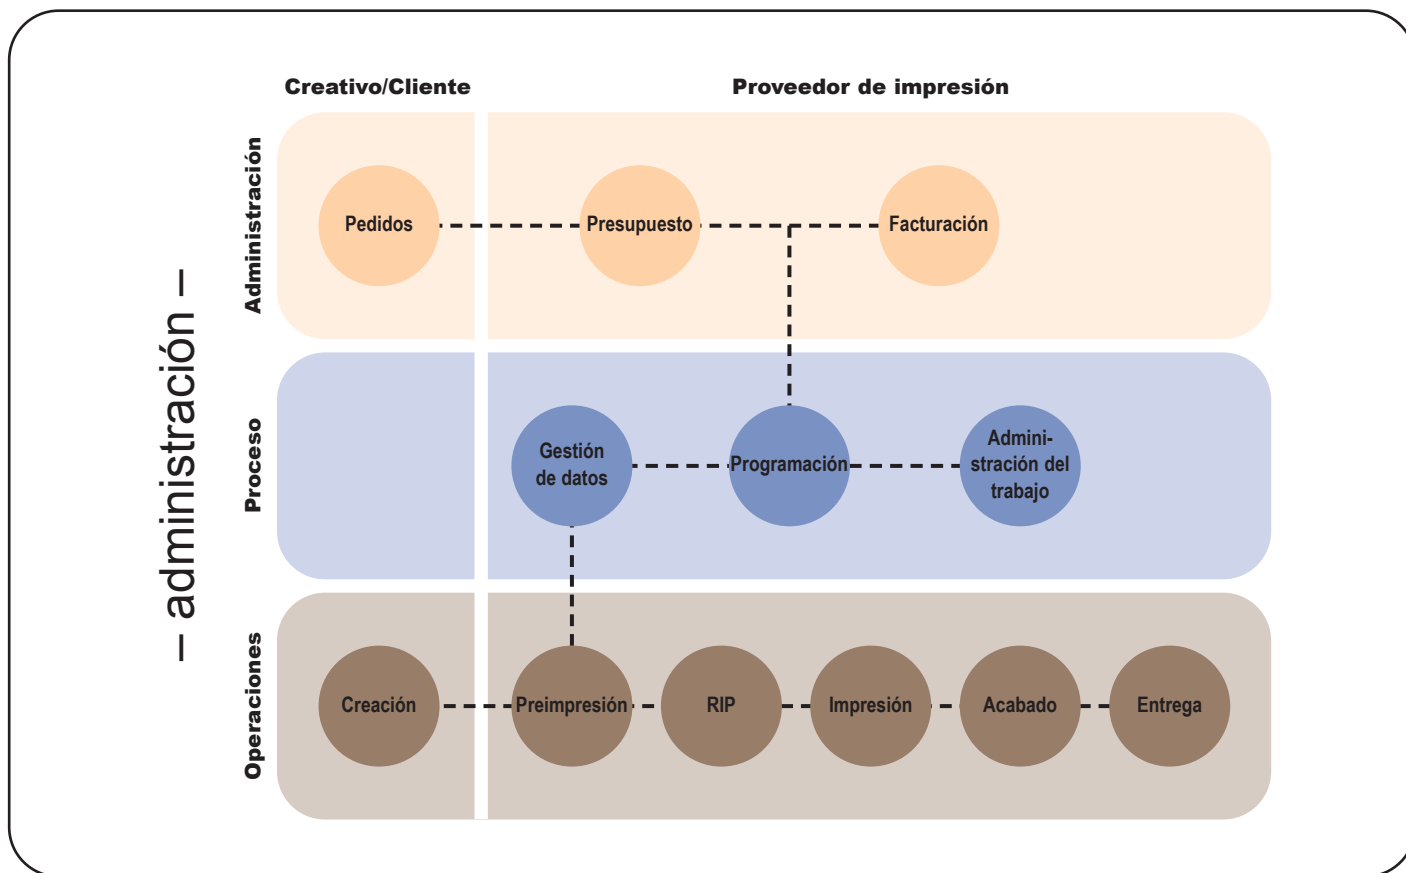 Creativo/Cliente
Proveedor de impresión
– administración –
Administración
Pedidos
Presupuesto
Facturación
Proceso
Gestión
de datos
Programación
Admini-
stración del
trabajo
Operaciones
Creación
Preimpresión
RIP
Impresión
Acabado
Entrega